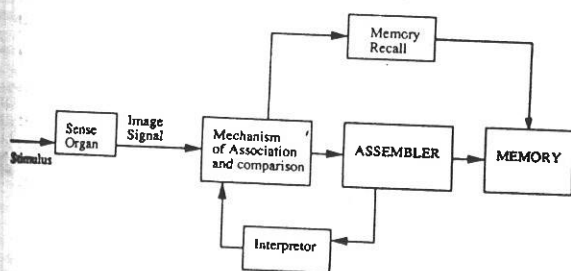 Memory
Recall
Image
Signal
Sense
Organ
Stimulus
Mechanism
of Association
and comparison
ASSEMBLER
MEMORY
Interpretor